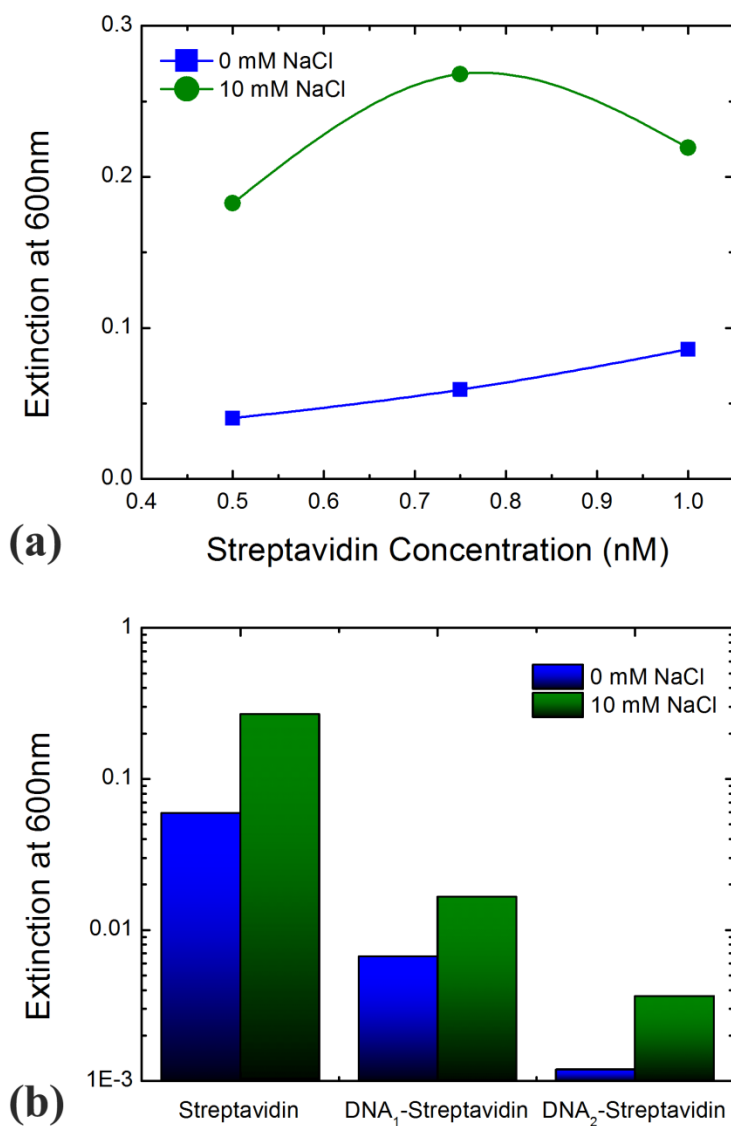 0.3
0 mM NaCl
10 mM NaCl
0.2
0.1
0.0
Extinction at 600nm
0.4 0.5 0.6 0.7 0.8 0.9 1.0
Streptavidin Concentration (nM)
(a)
1
0 mM NaCl
10 mM NaCl
0.1
0.01
1E-3
Extinction at 600nm
Streptavidin DNA₁-Streptavidin DNA₂-Streptavidin
(b)